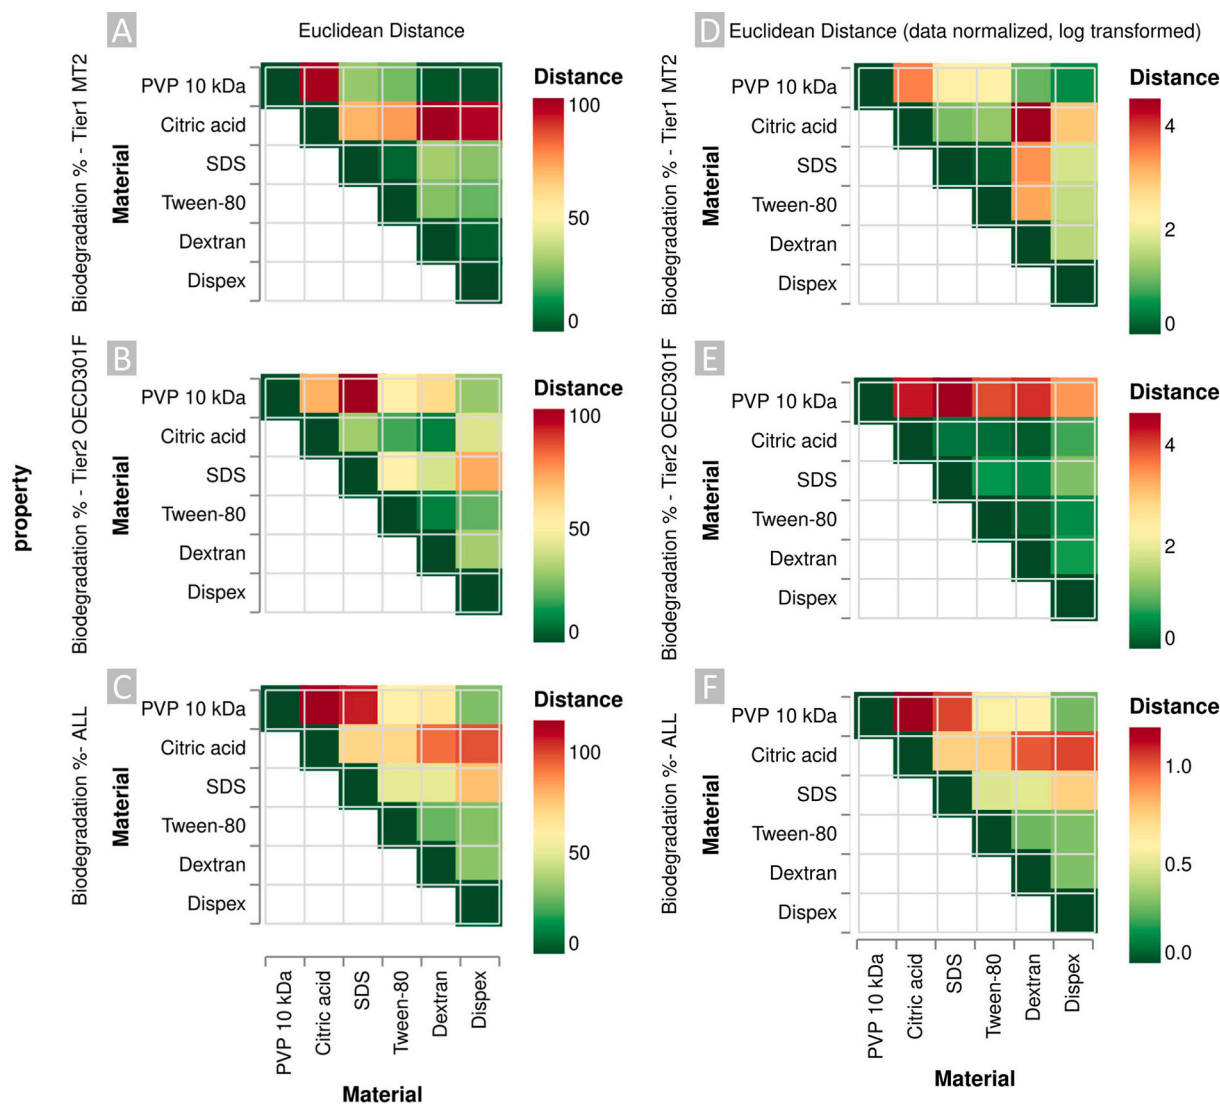 A
Euclidean Distance
Biodegradation % - Tier1 MT2
Material
PVP 10 kDa
Citric acid
SDS
Tween-80
Dextran
Dispex
Distance
100
50
0
D
Euclidean Distance (data normalized, log transformed)
Biodegradation % - Tier1 MT2
Material
PVP 10 kDa
Citric acid
SDS
Tween-80
Dextran
Dispex
Distance
4
2
0
property
B
Biodegradation % - Tier2 OECD301F
Material
PVP 10 kDa
Citric acid
SDS
Tween-80
Dextran
Dispex
Distance
100
50
0
E
Biodegradation % - Tier2 OECD301F
Material
PVP 10 kDa
Citric acid
SDS
Tween-80
Dextran
Dispex
Distance
4
2
0
C
Biodegradation %- ALL
Material
PVP 10 kDa
Citric acid
SDS
Tween-80
Dextran
Dispex
Distance
100
50
0
PVP 10 kDa
Citric acid
SDS
Tween-80
Dextran
Dispex
Material
F
Biodegradation %- ALL
Material
PVP 10 kDa
Citric acid
SDS
Tween-80
Dextran
Dispex
Distance
1.0
0.5
0.0
PVP 10 kDa
Citric acid
SDS
Tween-80
Dextran
Dispex
Material